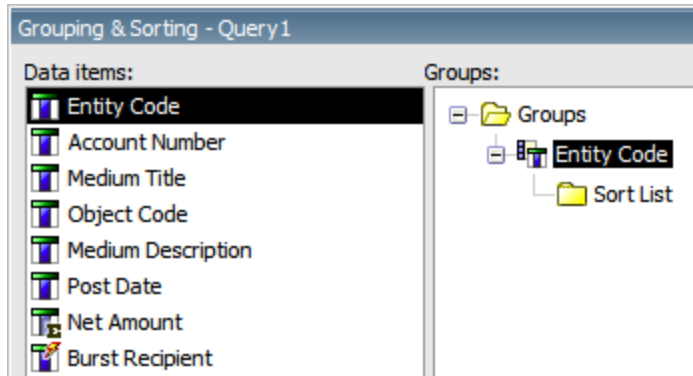 Grouping & Sorting - Query1
Data items:
Entity Code
Account Number
Medium Title
Object Code
Medium Description
Post Date
Net Amount
Burst Recipient
Groups:
Groups
Entity Code
Sort List